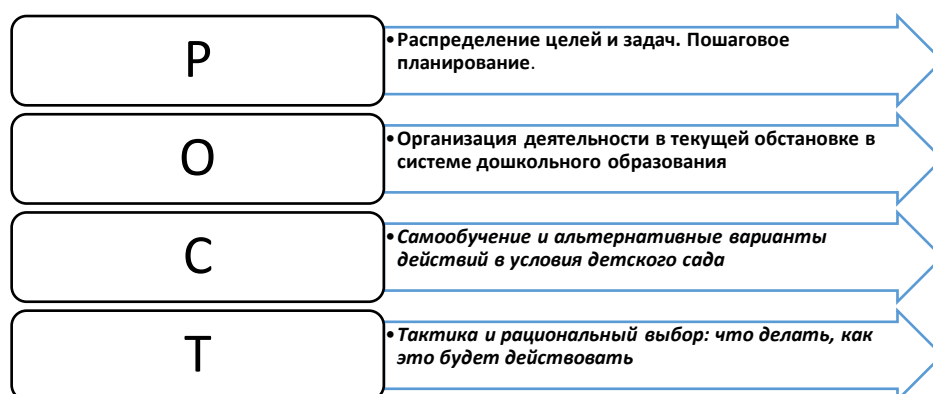 Р
•Распределение целей и задач. Пошаговое
планирование.
О
•Организация деятельности в текущей обстановке в
системе дошкольного образования
С
•Самообучение и альтернативные варианты
действий в условия детского сада
Т
•Тактика и рациональный выбор: что делать, как
это будет действовать